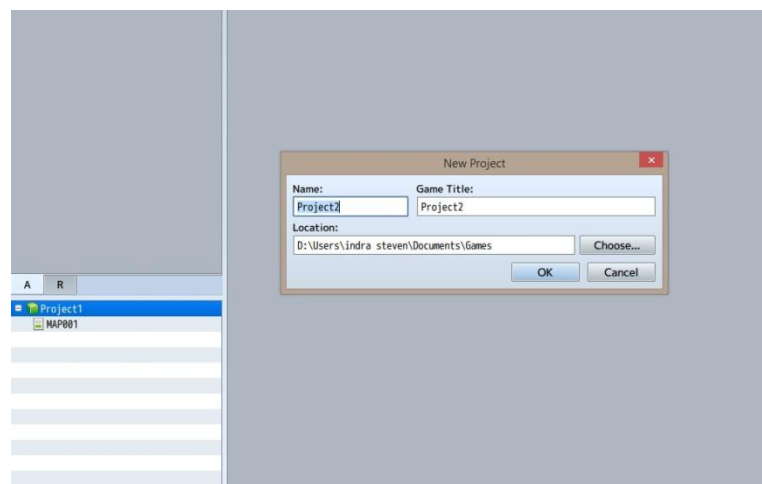 New Project
Name: Game Title:
Project2 Project2
Location:
D:\Users\indra steven\Documents\Games Choose...
OK Cancel
A R
Project1
MAP001